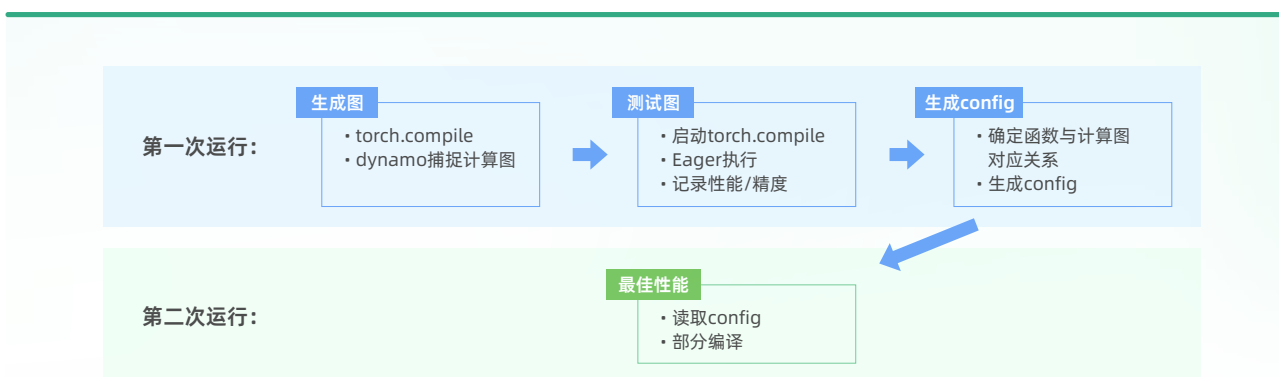 生成图
测试图
生成config
第一次运行：
・torch.compile
・dynamo捕捉计算图
・启动torch.compile
・Eager执行
・记录性能/精度
・确定函数与计算图
对应关系
・生成config
最佳性能
第二次运行：
・读取config
・部分编译